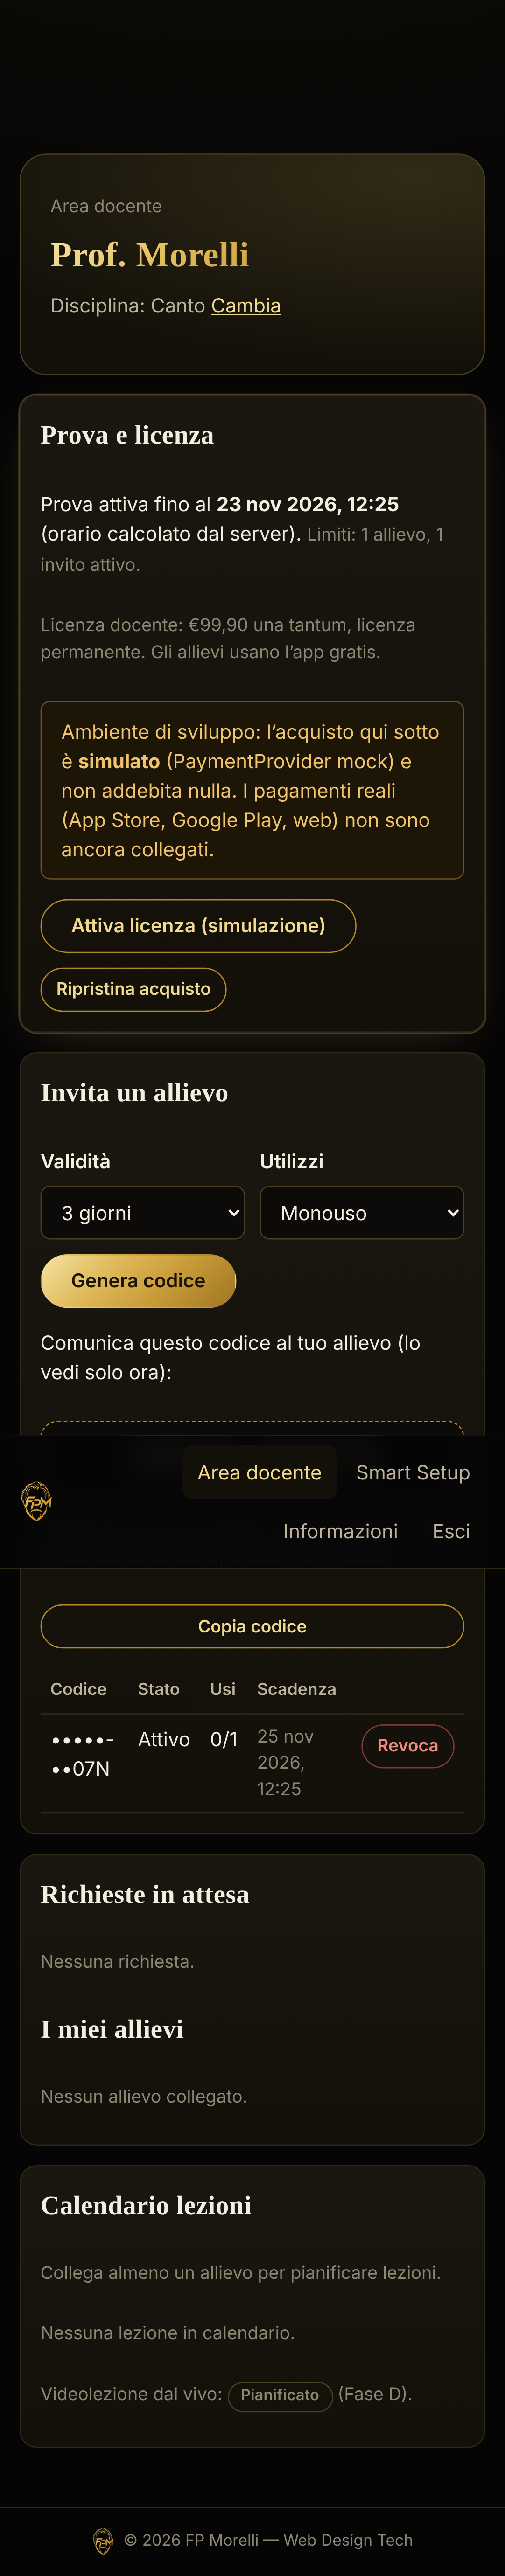 Area docente
Prof. Morelli
Disciplina: Canto Cambia
Prova e licenza
Prova attiva fino al 23 nov 2026, 12:25
(orario calcolato dal server). Limiti: 1 allievo, 1
invito attivo.
Licenza docente: €99,90 una tantum, licenza
permanente. Gli allievi usano l’app gratis.
Ambiente di sviluppo: l’acquisto qui sotto
è simulato (PaymentProvider mock) e
non addebita nulla. I pagamenti reali
(App Store, Google Play, web) non sono
ancora collegati.
Attiva licenza (simulazione)
Ripristina acquisto
Invita un allievo
Validità Utilizzi
3 giorni Monouso
Genera codice
Comunica questo codice al tuo allievo (lo
vedi solo ora):
FPM
Area docente Smart Setup
Informazioni Esci
Copia codice
Codice Stato Usi Scadenza
•••••-
••07N Attivo 0/1 25 nov
2026,
12:25 Revoca
Richieste in attesa
Nessuna richiesta.
I miei allievi
Nessun allievo collegato.
Calendario lezioni
Collega almeno un allievo per pianificare lezioni.
Nessuna lezione in calendario.
Videolezione dal vivo: Pianificato (Fase D).
FPM © 2026 FP Morelli — Web Design Tech